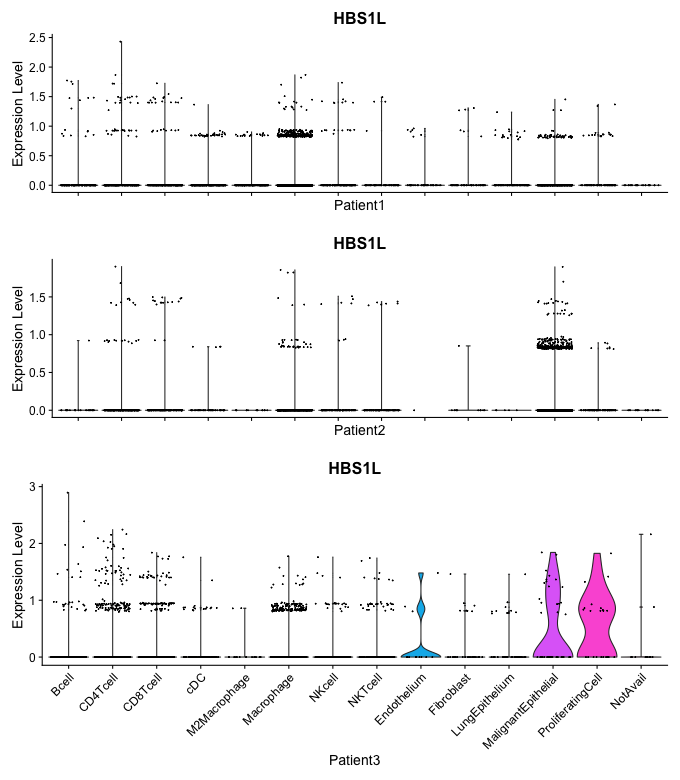 HBS1L
Expression Level
2.5
2.0
1.5
1.0
0.5
0.0
Patient1
HBS1L
Expression Level
1.5
1.0
0.5
0.0
Patient2
HBS1L
Expression Level
3
2
1
0
Bcell
CD4Tcell
CD8Tcell
cDC
M2Macrophage
Macrophage
NKcell
NKTcell
Endothelium
Fibroblast
LungEpithelium
MalignantEpithelial
ProliferatingCell
NotAvail
Patient3